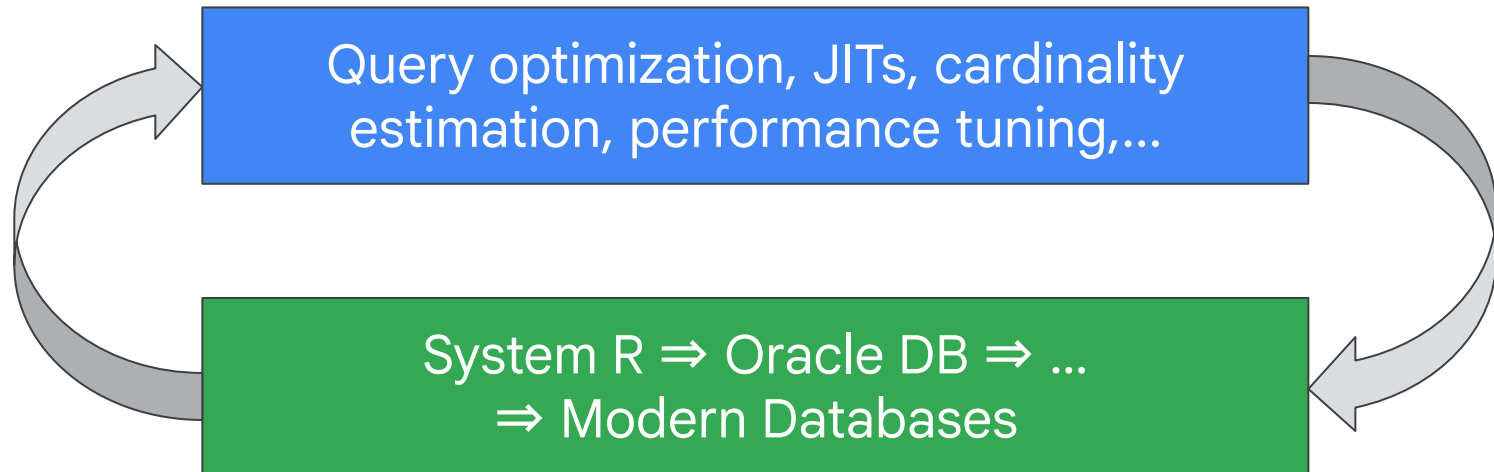 Query optimization, JITs, cardinality
estimation, performance tuning,...
System R ⇒ Oracle DB ⇒ ...
⇒ Modern Databases